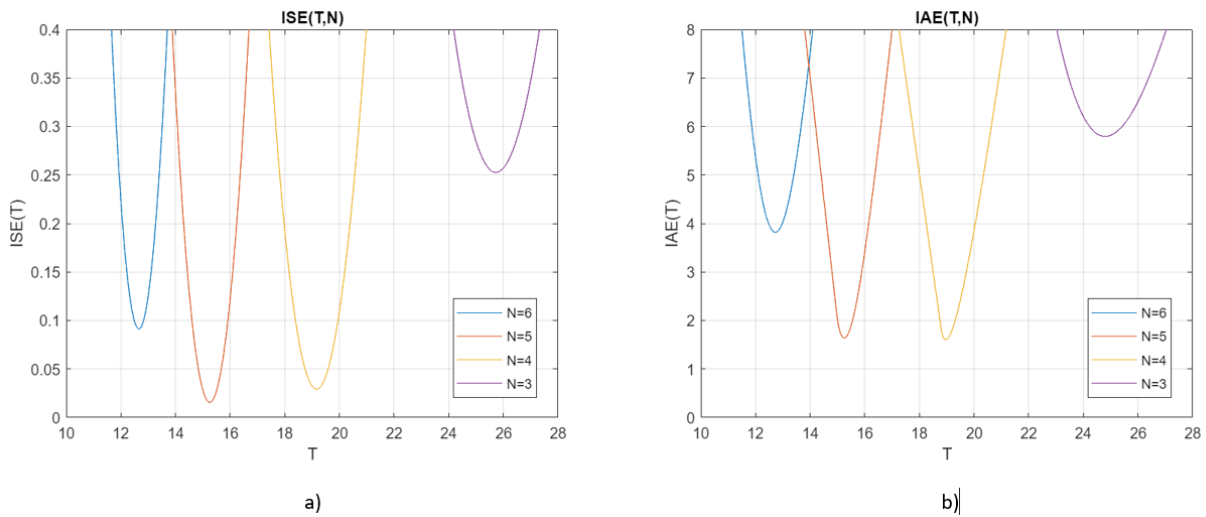 ISE(T,N)
0.4
0.35
0.3
0.25
0.2
0.15
0.1
0.05
0
ISE(T)
10 12 14 16 18 20 22 24 26 28
T
N=6
N=5
N=4
N=3
a)
IAE(T,N)
8
7
6
5
4
3
2
1
0
IAE(T)
10 12 14 16 18 20 22 24 26 28
T
N=6
N=5
N=4
N=3
b)